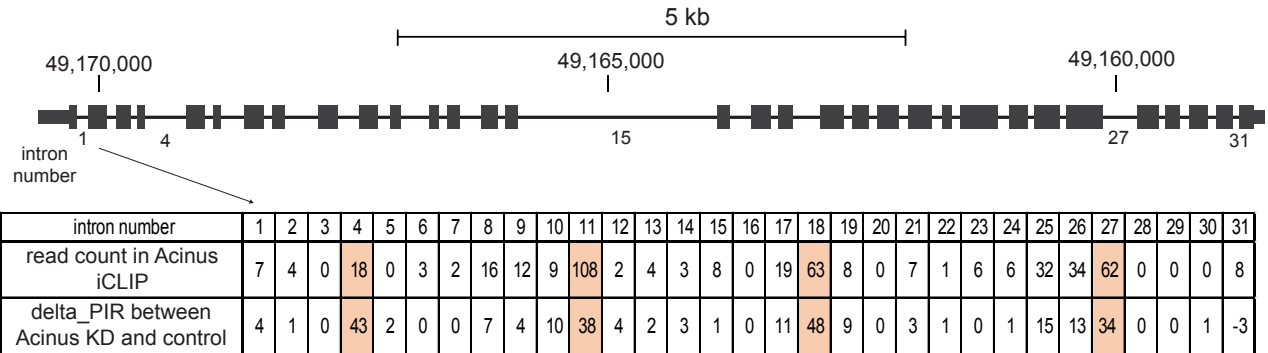 5 kb
49,170,000 49,165,000 49,160,000
1 4 15 27 31
intron
number
intron number 1 2 3 4 5 6 7 8 9 10 11 12 13 14 15 16 17 18 19 20 21 22 23 24 25 26 27 28 29 30 31
read count in Acinus
iCLIP
7 4 0 18 0 3 2 16 12 9 108 2 4 3 8 0 19 63 8 0 7 1 6 6 32 34 62 0 0 0 8
delta_PIR between
Acinus KD and control
4 1 0 43 2 0 0 7 4 10 38 4 2 3 1 0 11 48 9 0 3 1 0 1 15 13 34 0 0 1 -3